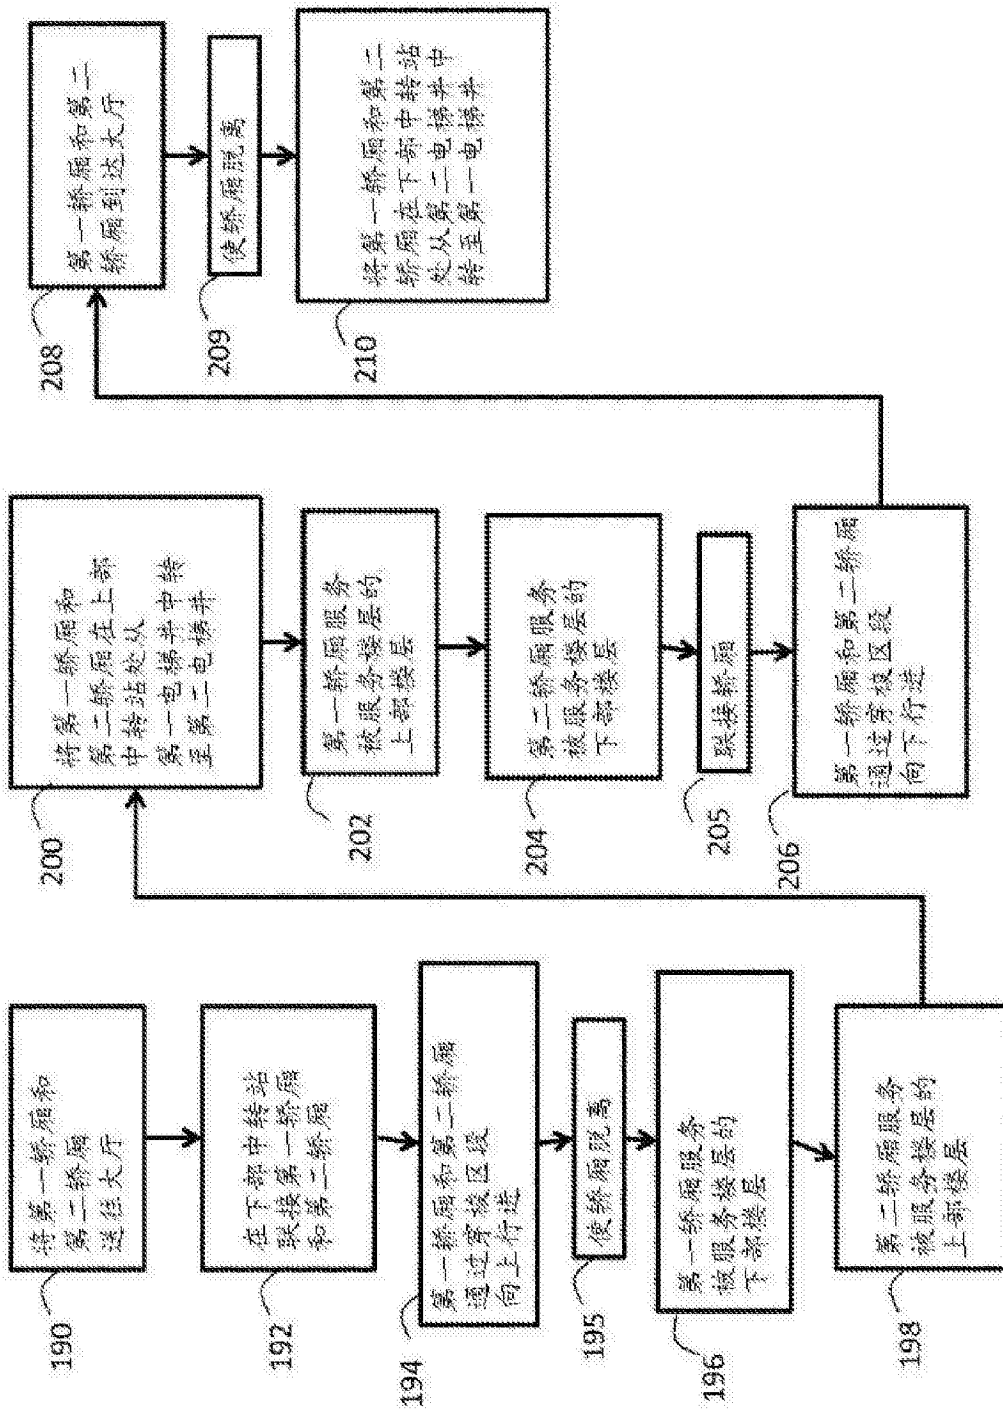 190
将第一轿厢和
第二轿厢
送往大厅
192
在下部中转站
联接第一轿厢
和第二轿厢
194
第一轿厢和第二轿厢
通过穿梭区段
向上行进
195
使轿厢脱离
196
第一轿厢服务
被服务楼层的
下部楼层
198
第二轿厢服务
被服务楼层的
上部楼层
200
将第一轿厢和
第二轿厢在上部
中转站处从
第一电梯井中转
至第二电梯井
202
第一轿厢服务
被服务楼层的
上部楼层
204
第二轿厢服务
被服务楼层的
下部楼层
205
联接轿厢
206
第一轿厢和第二轿厢
通过穿梭区段
向下行进
208
第一轿厢和第二
轿厢到达大厅
209
使轿厢脱离
210
将第一轿厢和第二
轿厢在下部中转站
处从第二电梯井中
转至第一电梯井